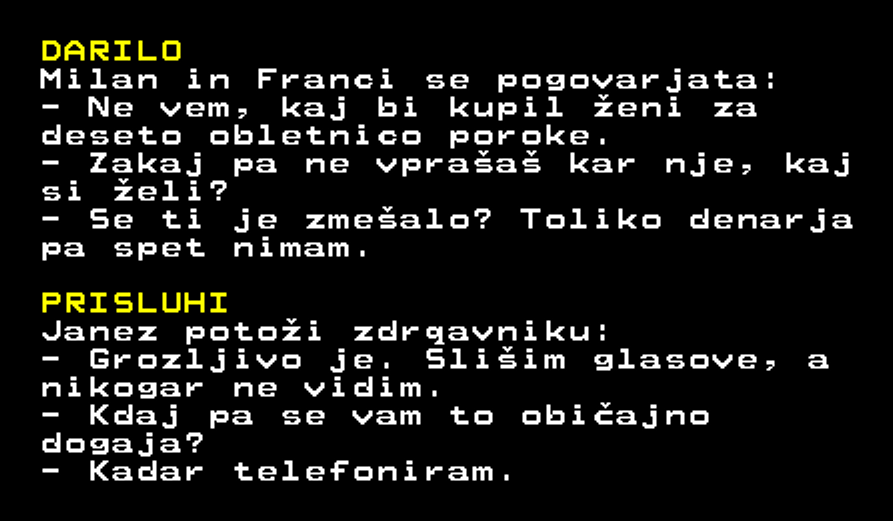 DARILO
Milan in Franci se pogovarjata:
- Ne vem, kaj bi kupil ženi za
deseto obletnico poroke.
- Zakaj pa ne vprašaš kar nje, kaj
si želi?
- Se ti je zmešalo? Toliko denarja
pa spet nimam.
PRISLUHI
Janez potoži zdrqavniku:
- Grozljivo je. Slišim glasove, a
nikogar ne vidim.
- Kdaj pa se vam to običajno
dogaja?
- Kadar telefoniram.